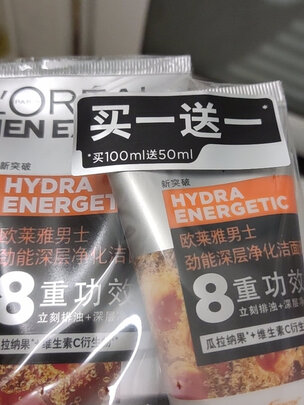 L'ORÉAL
PARIS
MEN EX
买一送一
*买100ml送50ml
新突破
HYDRA
ENERGETIC
欧莱雅男士
劲能深层净化洁
8重功效
立刻排油+深层
瓜拉纳果*+维生素C衍生
新突破
HYDRA
ENERGETIC
欧莱雅男士
劲能深层净化洁面
8重功效
立刻排油+深层
瓜拉纳果*+维生素C衍